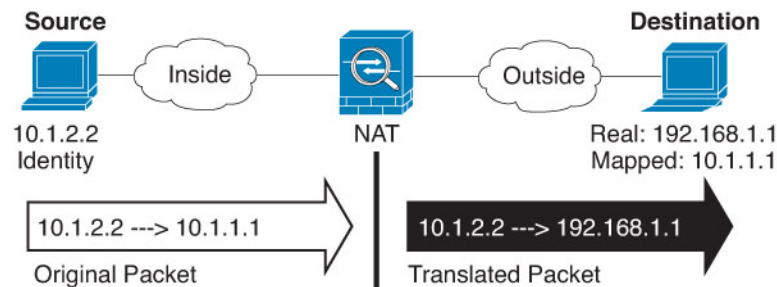 Source
Destination
Inside
Outside
10.1.2.2
Identity
NAT
Real: 192.168.1.1
Mapped: 10.1.1.1
10.1.2.2 ---> 10.1.1.1
10.1.2.2 ---> 192.168.1.1
Original Packet
Translated Packet